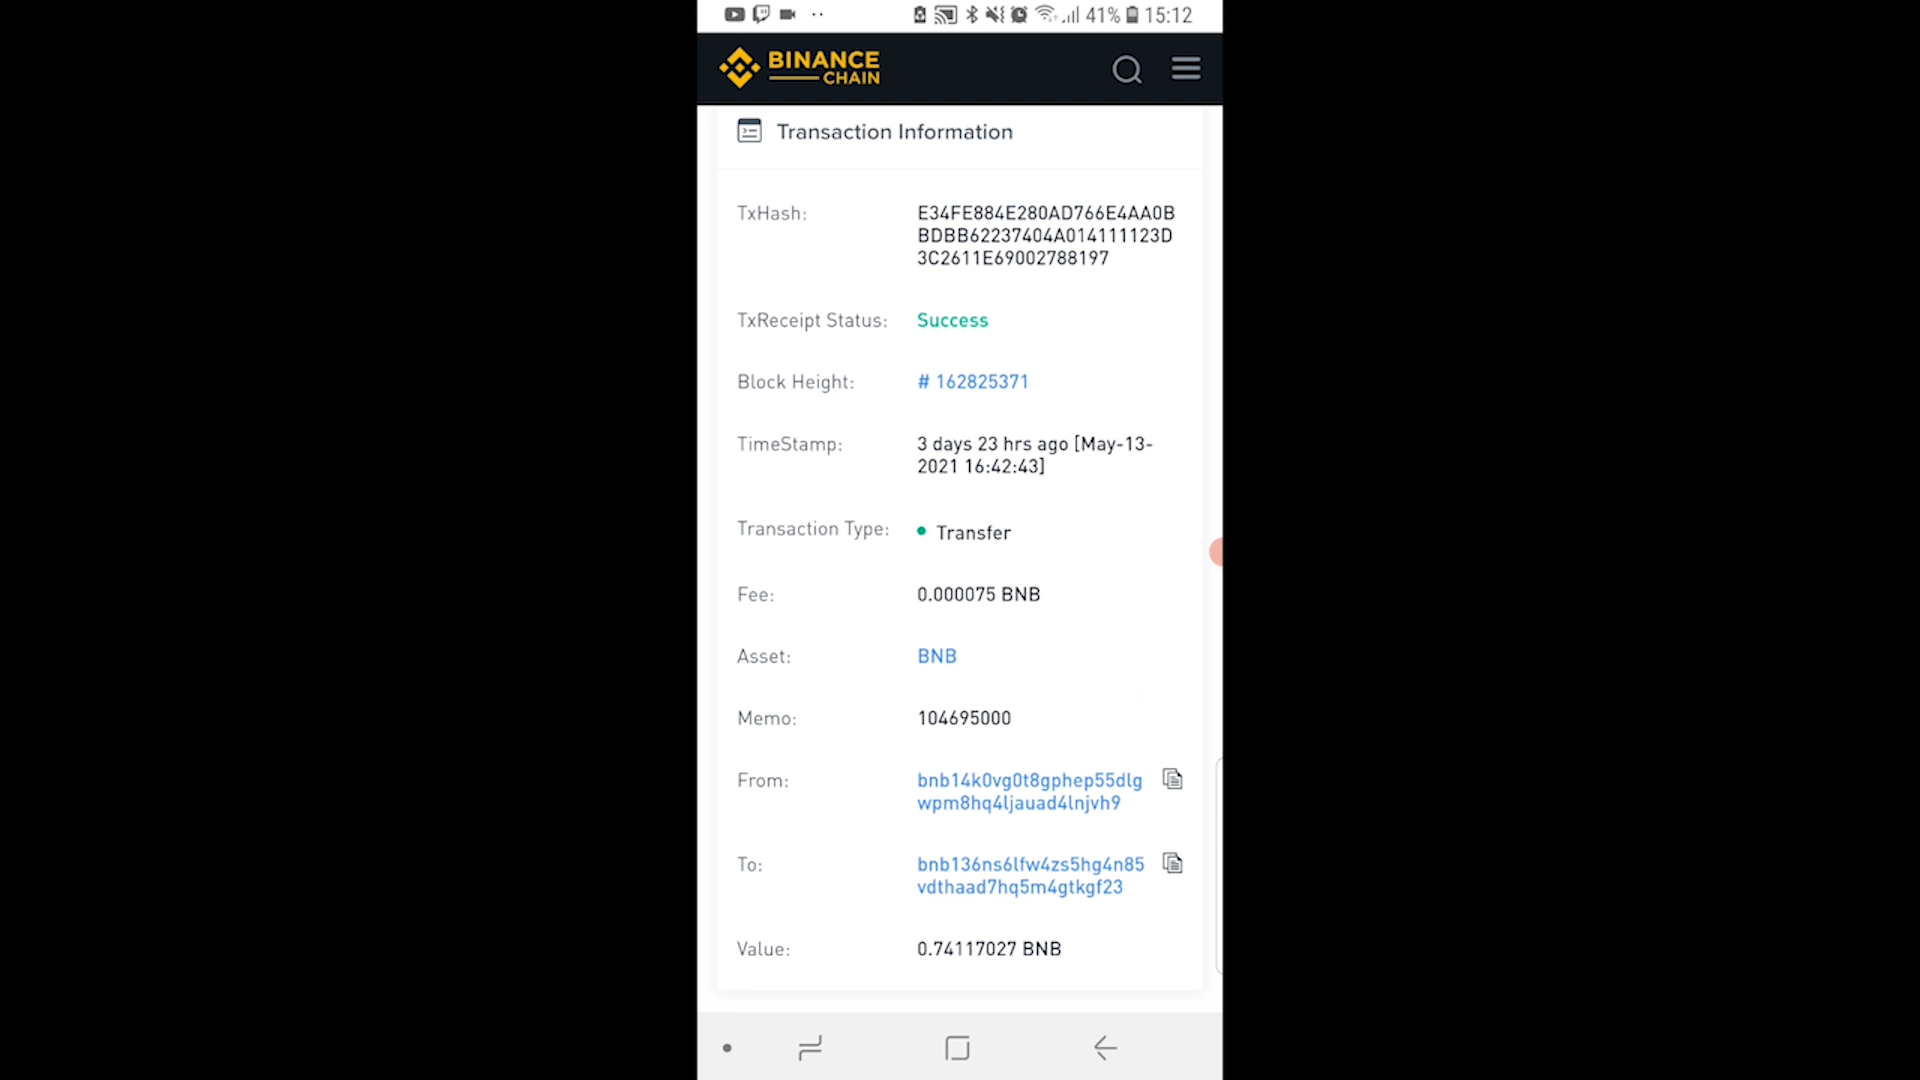 41% 15:12
BINANCE
CHAIN
Transaction Information
TxHash: E34FE884E280AD766E4AA0B
BDBB62237404A014111123D
3C2611E69002788197
TxReceipt Status: Success
Block Height: # 162825371
TimeStamp: 3 days 23 hrs ago [May-13-
2021 16:42:43]
Transaction Type: Transfer
Fee: 0.000075 BNB
Asset: BNB
Memo: 104695000
From: bnb14k0vg0t8gphep55dlg
wpm8hq4ljauad4lnjvh9
To: bnb136ns6lfw4zs5hg4n85
vdthaad7hq5m4gtkgf23
Value: 0.74117027 BNB